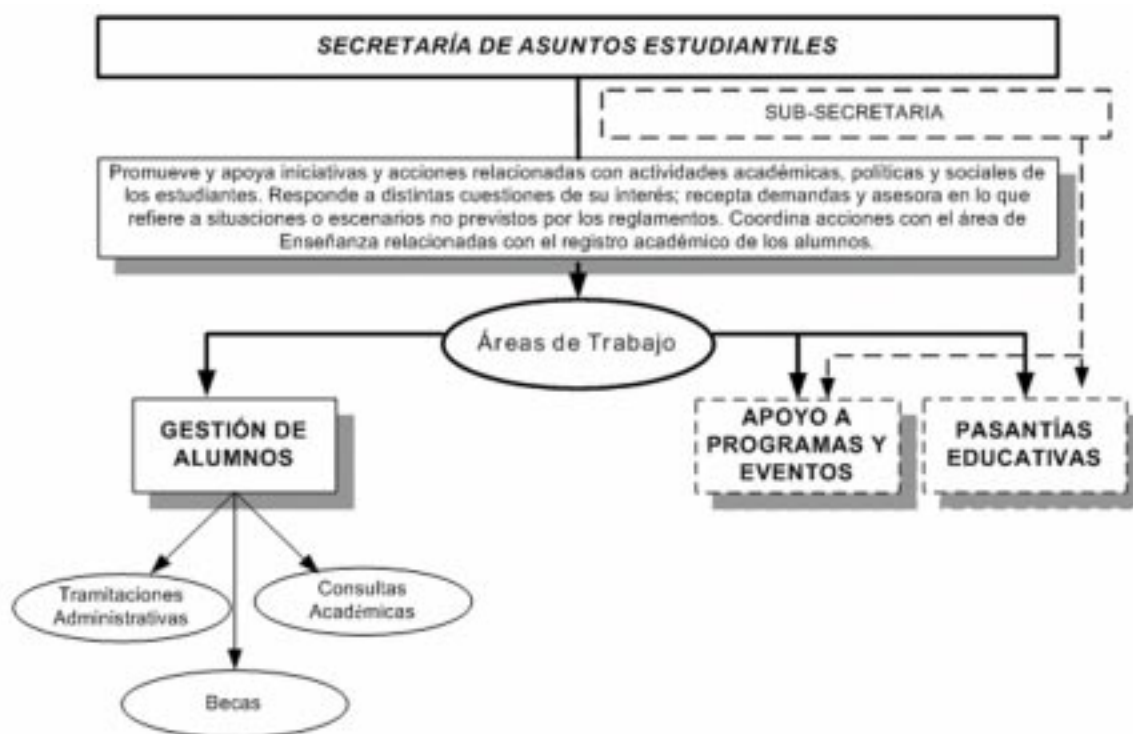 SECRETARÍA DE ASUNTOS ESTUDIANTILES
SUB-SECRETARIA
Promueve y apoya iniciativas y acciones relacionadas con actividades académicas, políticas y sociales de
los estudiantes. Responde a distintas cuestiones de su interés; recepta demandas y asesora en lo que
refiere a situaciones o escenarios no previstos por los reglamentos. Coordina acciones con el área de
Enseñanza relacionadas con el registro académico de los alumnos.
Áreas de Trabajo
GESTIÓN DE
ALUMNOS
APOYO A
PROGRAMAS Y
EVENTOS
PASANTÍAS
EDUCATIVAS
Tramitaciones
Administrativas
Consultas
Académicas
Becas